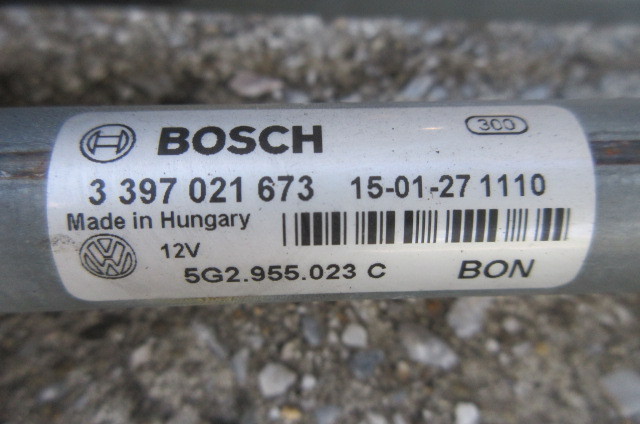 BOSCH 300
3 397 021 673 15-01-27 1110
Made in Hungary
12V
5G2.955.023 C BON